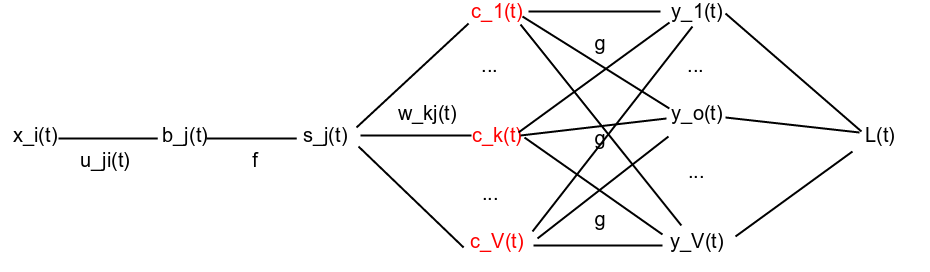 c_1(t) y_1(t)
g
... ...
w_kj(t) y_o(t)
x_i(t) b_j(t) s_j(t) c_k(t) g L(t)
u_ji(t) f
...
... g
c_V(t) y_V(t)